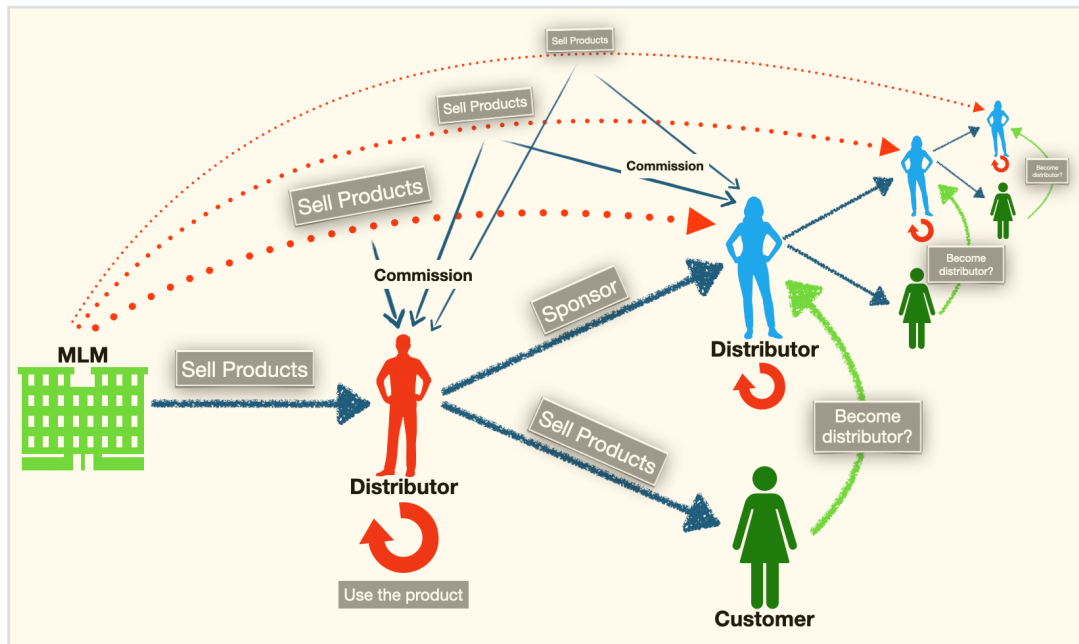 Sell Products
Sell Products
Sell Products
Commission
Become
distributor?
Commission
Become
distributor?
Sponsor
MLM
Sell Products
Distributor
Become
distributor?
Sell Products
Distributor
Use the product
Customer